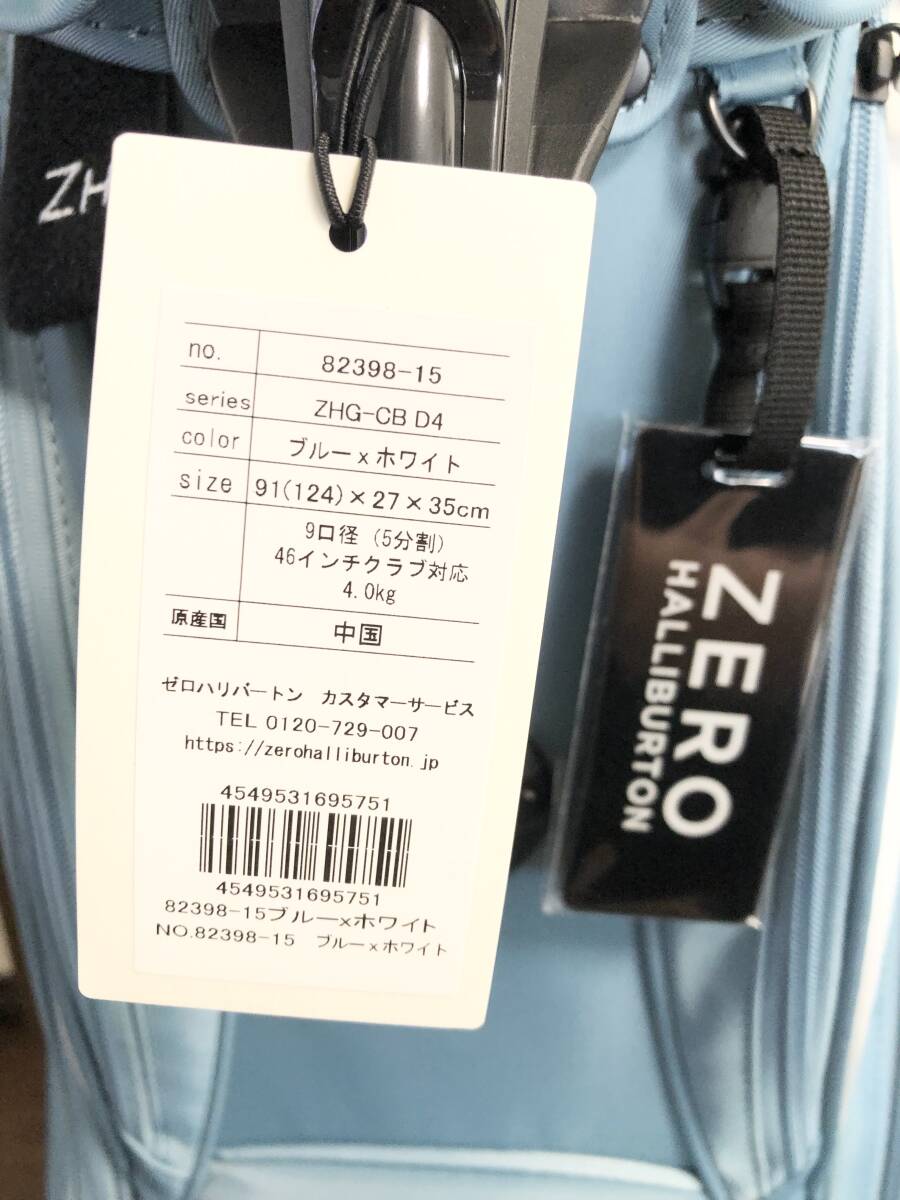 ZH
no. 82398-15
series ZHG-CB D4
color ブルーxホワイト
size 91(124)×27×35cm
9口径 (5分割)
46インチクラブ対応
4.0kg
原産国 中国
ゼロハリバートン カスタマーサービス
TEL 0120-729-007
https://zerohalliburton.jp
4549531695751
4549531695751
82398-15ブルーxホワイト
NO.82398-15 ブルーxホワイト
ZERO
HALLIBURTON